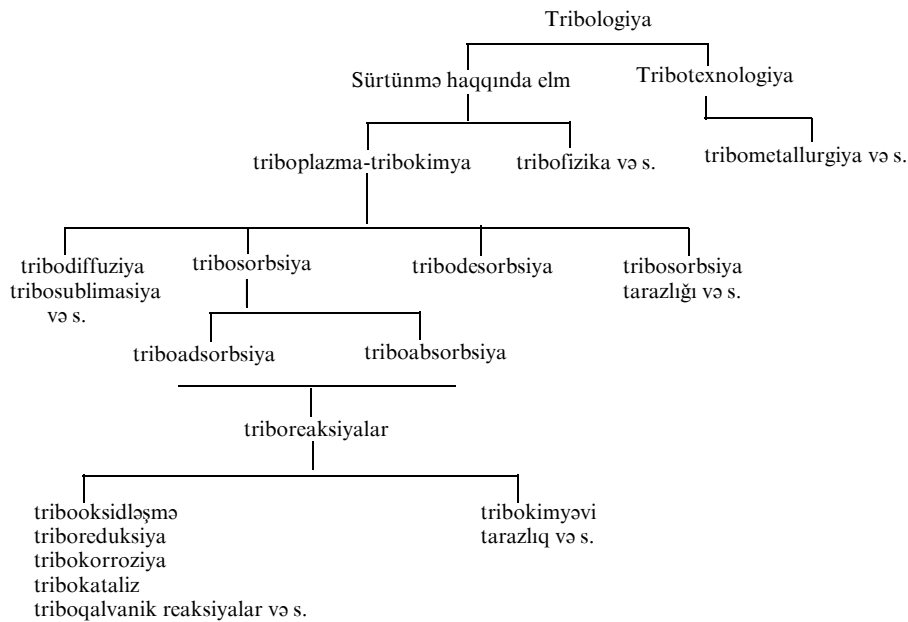 Tribologiya
Sürtünmə haqqında elm
Tribotexnologiya
triboplazma-tribokimya
tribofizika və s.
tribometallurgiya və s.
tribodiffuziya
tribosublimasiya
və s.
tribosorbsiya
tribodesorbsiya
tribosorbsiya
tarazlığı və s.
triboadsorbsiya
triboabsorbsiya
triboreaksiyalar
tribooksidləşmə
triboreduksiya
tribokorroziya
tribokataliz
triboqalvanik reaksiyalar və s.
tribokimyəvi
tarazlıq və s.